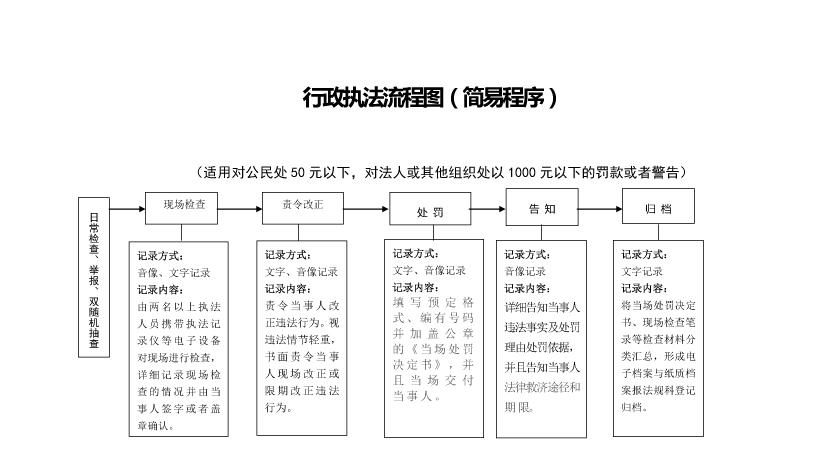 行政执法流程图（简易程序）
（适用对公民处 50 元以下，对法人或其他组织处以 1000 元以下的罚款或者警告）
日常检查、举报、双随机抽查
现场检查
责令改正
处 罚
告 知
归 档
记录方式：
音像、文字记录
记录内容：
由两名以上执法
人员携带执法记
录仪等电子设备
对现场进行检查，
详细记录现场检
查的情况并由当
事人签字或者盖
章确认。
记录方式：
文字、音像记录
记录内容：
责令当事人改
正违法行为。视
违法情节轻重，
书面责令当事
人现场改正或
限期改正违法
行为。
记录方式：
文字、音像记录
记录内容：
填写预定格
式、编有号码
并加盖公章
的《当场处罚
决定书》，并
且当场交付
当事人。
记录方式：
音像记录
记录内容：
详细告知当事人
违法事实及处罚
理由处罚依据，
并且告知当事人
法律救济途径和
期限。
记录方式：
文字记录
记录内容：
将当场处罚决定
书、现场检查笔
录等检查材料分
类汇总，形成电
子档案与纸质档
案报法规科登记
归档。